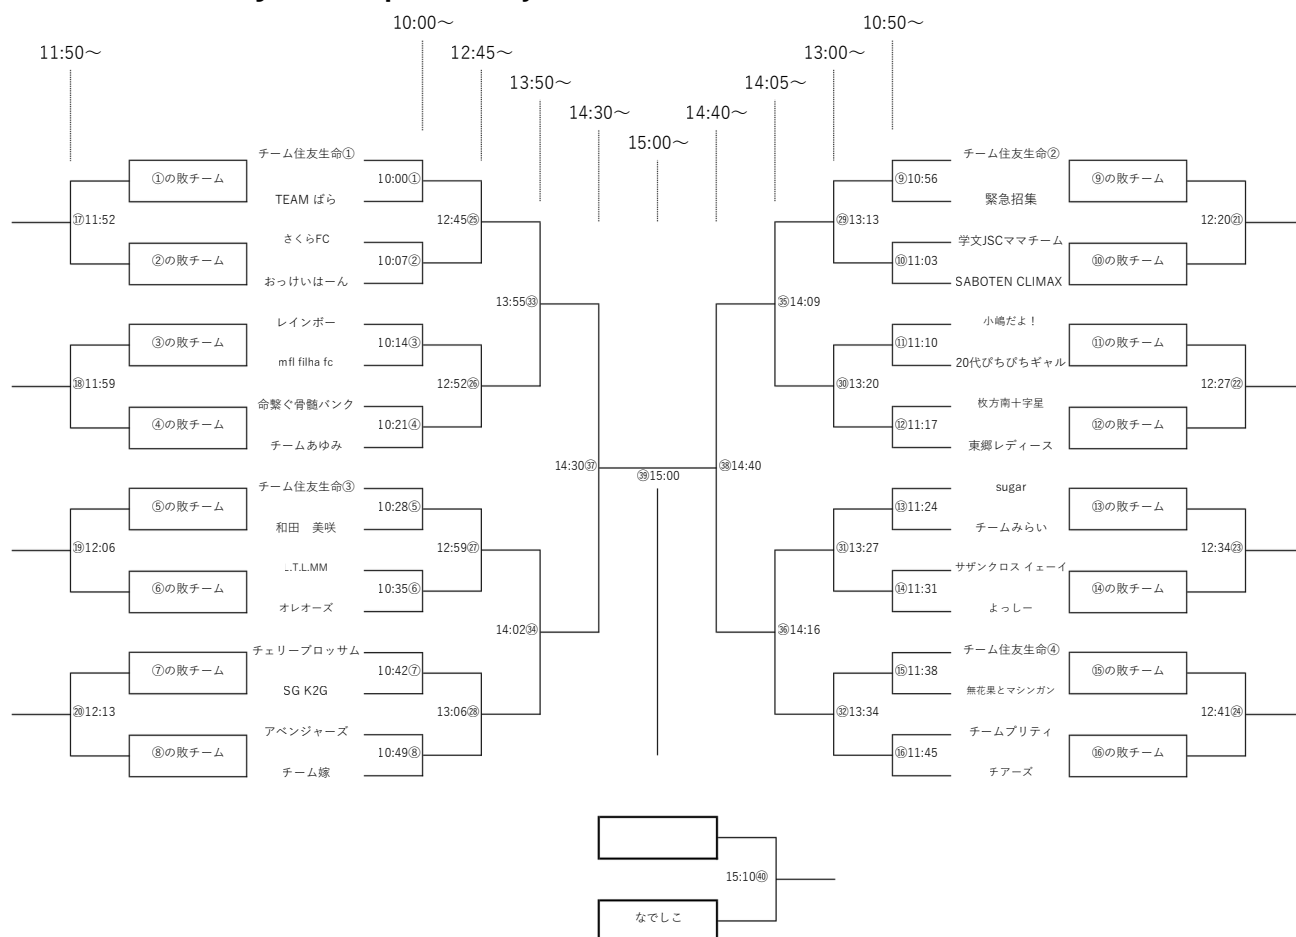 10:00～
10:50～
11:50～
12:45～
13:00～
13:50～
14:05～
14:30～
14:40～
15:00～
チーム住友生命①
チーム住友生命②
①の敗チーム
10:00①
⑨10:56
⑨の敗チーム
TEAM ばら
緊急招集
⑰11:52
12:45㉕
㉙13:13
12:20㉑
さくらFC
学文JSCママチーム
②の敗チーム
10:07②
⑩11:03
⑩の敗チーム
おっけいはーん
SABOTEN CLIMAX
13:55㉝
㉟14:09
レインボー
小嶋だよ！
③の敗チーム
10:14③
⑪11:10
⑪の敗チーム
mfl filha fc
20代ぴちぴちギャル
⑱11:59
12:52㉖
㉚13:20
12:27㉒
命繋ぐ骨髄バンク
枚方南十字星
④の敗チーム
10:21④
⑫11:17
⑫の敗チーム
チームあゆみ
東郷レディース
14:30㊲
㊴15:00
㊳14:40
チーム住友生命③
sugar
⑤の敗チーム
10:28⑤
⑬11:24
⑬の敗チーム
和田　美咲
チームみらい
⑲12:06
12:59㉗
㉛13:27
12:34㉓
.T.L.MM
サザンクロス イェーイ
⑥の敗チーム
10:35⑥
⑭11:31
⑭の敗チーム
オレオーズ
よっしー
14:02㉞
㊱14:16
チェリーブロッサム
チーム住友生命④
⑦の敗チーム
10:42⑦
⑮11:38
⑮の敗チーム
SG K2G
無花果とマシンガン
⑳12:13
13:06㉘
㉜13:34
12:41㉔
アベンジャーズ
チームプリティ
⑧の敗チーム
10:49⑧
⑯11:45
⑯の敗チーム
チーム嫁
チアーズ
15:10㊵
なでしこ